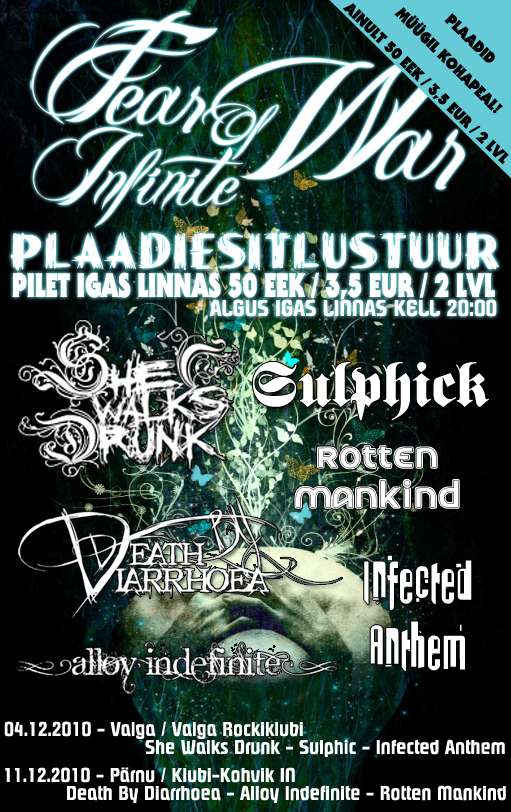 PLAADID
MÜÜGIL KOHAPEAL!
AINULT 50 EEK / 3,5 EUR / 2 LVL
Fear Of War
Infinite
PLAADIESITLUSTUUR
PILET IGAS LINNAS 50 EEK / 3,5 EUR / 2 LVL
ALGUS IGAS LINNAS KELL 20:00
She
Walks
Drunk
Sulphick
Rotten
Mankind
Death By
Diarrhoea
Infected
Anthem
alloy indefinite
04.12.2010 - Valga / Valga Rockiklubi
She Walks Drunk - Sulphic - Infected Anthem
11.12.2010 - Pärnu / Klubi-Kohvik IN
Death By Diarrhoea - Alloy Indefinite - Rotten Mankind